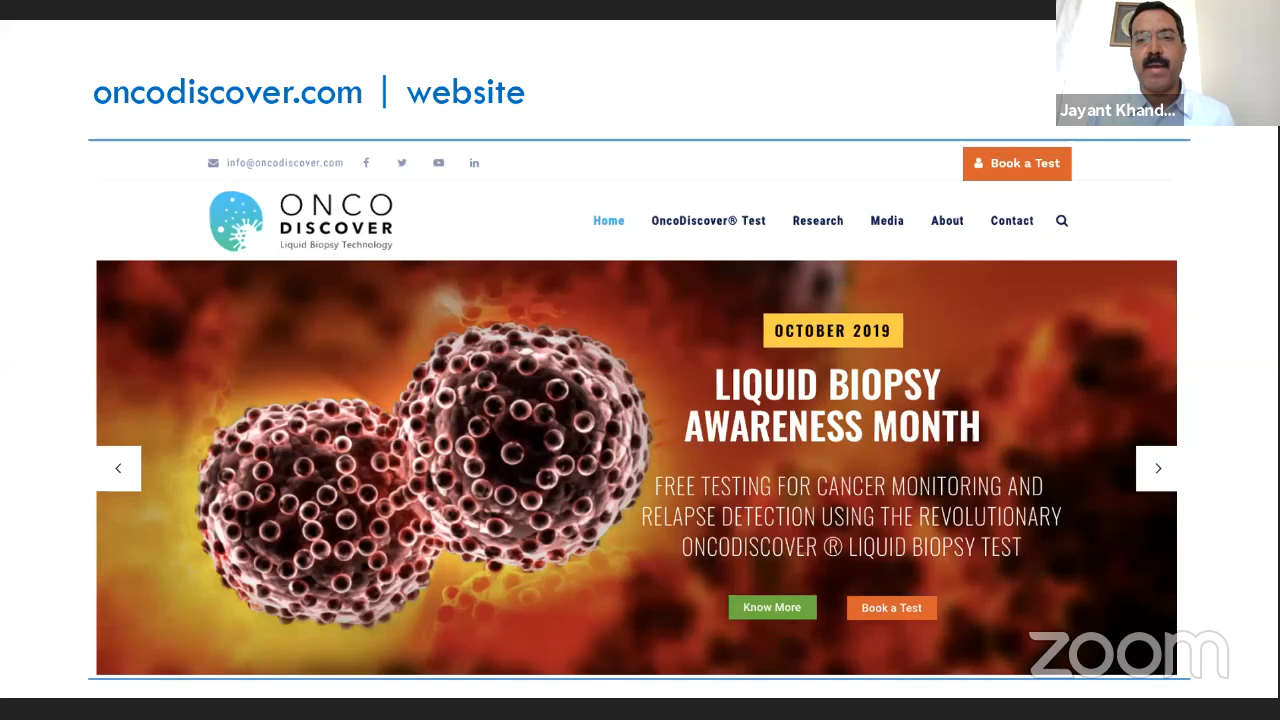 oncodiscover.com | website
Jayant Khand...
info@oncodiscover.com
Book a Test
ONCO
DISCOVER
Liquid Biopsy Technology
Home OncoDiscover® Test Research Media About Contact
OCTOBER 2019
LIQUID BIOPSY
AWARENESS MONTH
FREE TESTING FOR CANCER MONITORING AND
RELAPSE DETECTION USING THE REVOLUTIONARY
ONCODISCOVER ® LIQUID BIOPSY TEST
Know More Book a Test
zoom